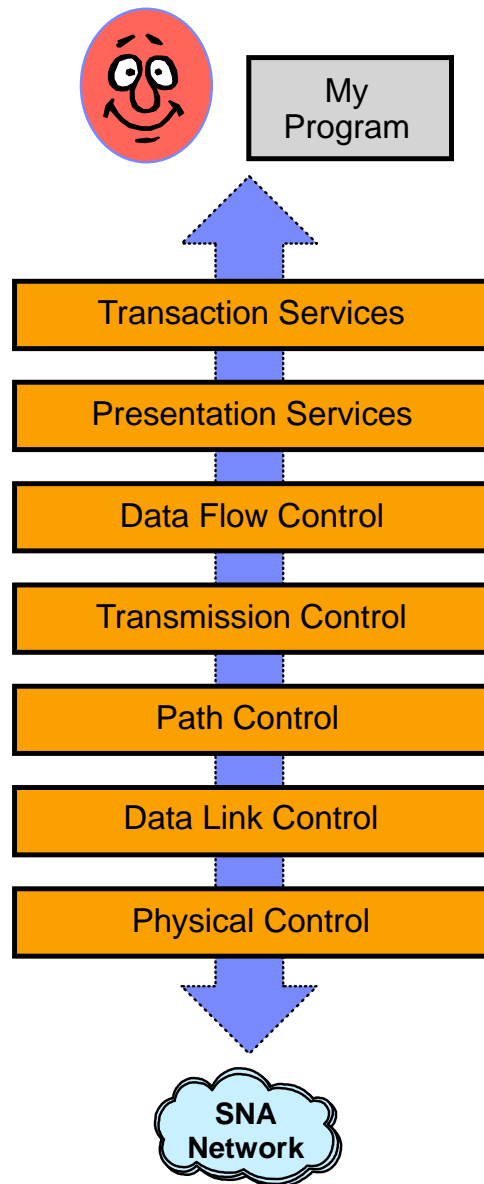 My
Program
Transaction Services
Presentation Services
Data Flow Control
Transmission Control
Path Control
Data Link Control
Physical Control
SNA
Network